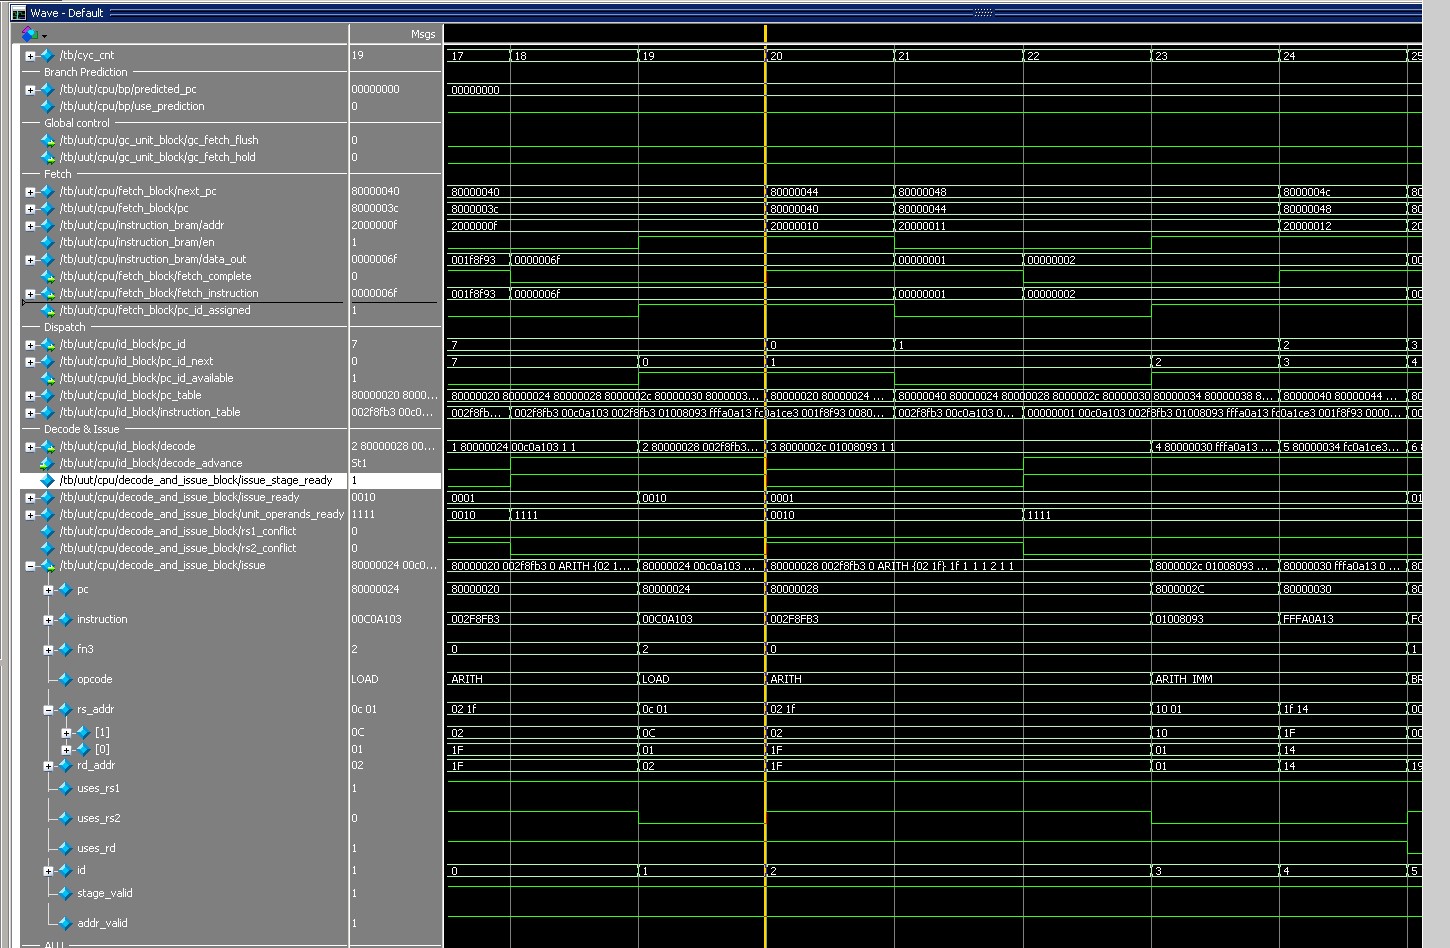 Wave - Default
Msgs
/tb/cyc_cnt 19 17 18 19 20 21 22 23 24 25
Branch Prediction
/tb/uut/cpu/bp/predicted_pc 00000000 00000000
/tb/uut/cpu/bp/use_prediction 0
Global control
/tb/uut/cpu/gc_unit_block/gc_fetch_flush 0
/tb/uut/cpu/gc_unit_block/gc_fetch_hold 0
Fetch
/tb/uut/cpu/fetch_block/next_pc 80000040 80000040 80000044 80000048 8000004c 80
/tb/uut/cpu/fetch_block/pc 8000003c 8000003c 80000040 80000044 80000048 80
/tb/uut/cpu/instruction_bram/addr 2000000f 2000000f 20000010 20000011 20000012 20
/tb/uut/cpu/instruction_bram/en 1
/tb/uut/cpu/instruction_bram/data_out 0000006f 001f8f93 0000006f 00000001 00000002 00
/tb/uut/cpu/fetch_block/fetch_complete 0
/tb/uut/cpu/fetch_block/fetch_instruction 0000006f 001f8f93 0000006f 00000001 00000002 00
/tb/uut/cpu/fetch_block/pc_id_assigned 1
Dispatch
/tb/uut/cpu/id_block/pc_id 7 7 0 1 2 3
/tb/uut/cpu/id_block/pc_id_next 0 7 0 1 2 3 4
/tb/uut/cpu/id_block/pc_id_available 1
/tb/uut/cpu/id_block/pc_table 80000020 8000... 80000020 80000024 80000028 8000002c 80000030 800003... 80000020 80000024 ... 80000040 80000024 80000028 8000002c 80000030 80000034 80000038 8... 80000040 80000044 ... 80
/tb/uut/cpu/id_block/instruction_table 002f8fb3 00c0... 002f8fb... 002f8fb3 00c0a103 002f8fb3 01008093 fffa0a13 fc0a1ce3 001f8f93 0080... 002f8fb3 00c0a103 0... 00000001 00c0a103 002f8fb3 01008093 fffa0a13 fc0a1ce3 001f8f93 0000...
Decode & Issue
/tb/uut/cpu/id_block/decode 2 80000028 00... 1 80000024 00c0a103 1 1 2 80000028 002f8fb3... 3 8000002c 01008093 1 1 4 80000030 fffa0a13 ... 5 80000034 fc0a1ce3... 6 8
/tb/uut/cpu/id_block/decode_advance St1
/tb/uut/cpu/decode_and_issue_block/issue_stage_ready 1
/tb/uut/cpu/decode_and_issue_block/issue_ready 0010 0001 0010 0001 01
/tb/uut/cpu/decode_and_issue_block/unit_operands_ready 1111 0010 1111 0010 1111
/tb/uut/cpu/decode_and_issue_block/rs1_conflict 0
/tb/uut/cpu/decode_and_issue_block/rs2_conflict 0
/tb/uut/cpu/decode_and_issue_block/issue 80000024 00c0... 80000020 002f8fb3 0 ARITH {02 1... 80000024 00c0a103 ... 80000028 002f8fb3 0 ARITH {02 1f} 1f 1 1 1 2 1 1 8000002c 01008093 ... 80000030 fffa0a13 0 ... 80
pc 80000024 80000020 80000024 80000028 8000002C 80000030 80
instruction 00C0A103 002F8FB3 00C0A103 002F8FB3 01008093 FFFA0A13 FC
fn3 2 0 2 0 1
opcode LOAD ARITH LOAD ARITH ARITH_IMM BR
rs_addr 0c 01 02 1f 0c 01 02 1f 10 01 1f 14 00
[1] 0C 02 0C 02 10 1F 00
[0] 01 1F 01 1F 01 14
rd_addr 02 1F 02 1F 01 14 19
uses_rs1 1
uses_rs2 0
uses_rd 1
id 1 0 1 2 3 4 5
stage_valid 1
addr_valid 1